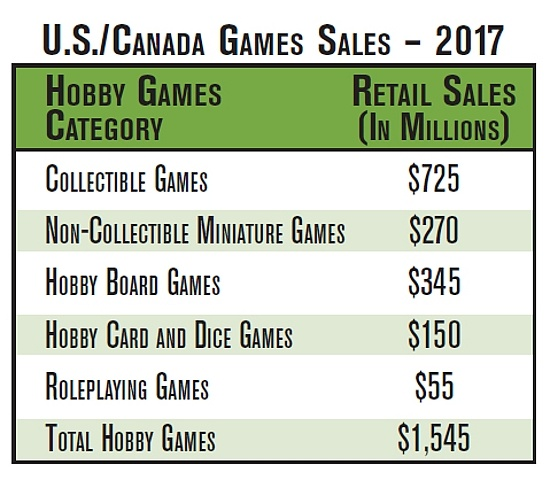 U.S./Canada Games Sales – 2017
Hobby Games Category Retail Sales (In Millions)
Collectible Games $725
Non-Collectible Miniature Games $270
Hobby Board Games $345
Hobby Card and Dice Games $150
Roleplaying Games $55
Total Hobby Games $1,545